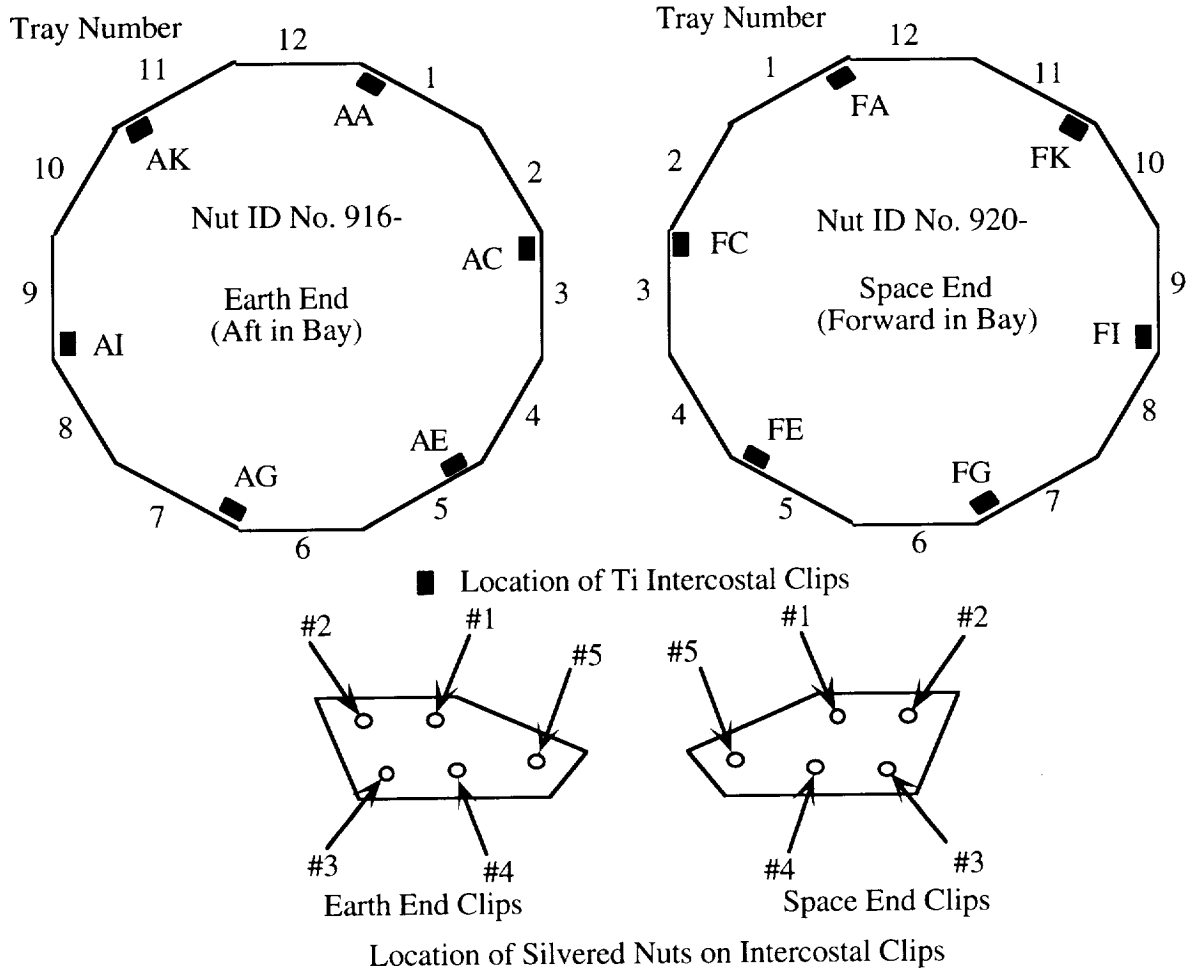 Tray Number
12
11
1
AA
AK
10
2
Nut ID No. 916-
AC
9
3
Earth End
(Aft in Bay)
AI
8
4
AE
AG
7
5
6
Tray Number
12
1
11
FA
FK
2
10
Nut ID No. 920-
FC
3
9
Space End
(Forward in Bay)
FI
4
8
FE
FG
5
7
6
Location of Ti Intercostal Clips
#2
#1
#5
#3
#4
Earth End Clips
#1
#2
#5
#4
#3
Space End Clips
Location of Silvered Nuts on Intercostal Clips